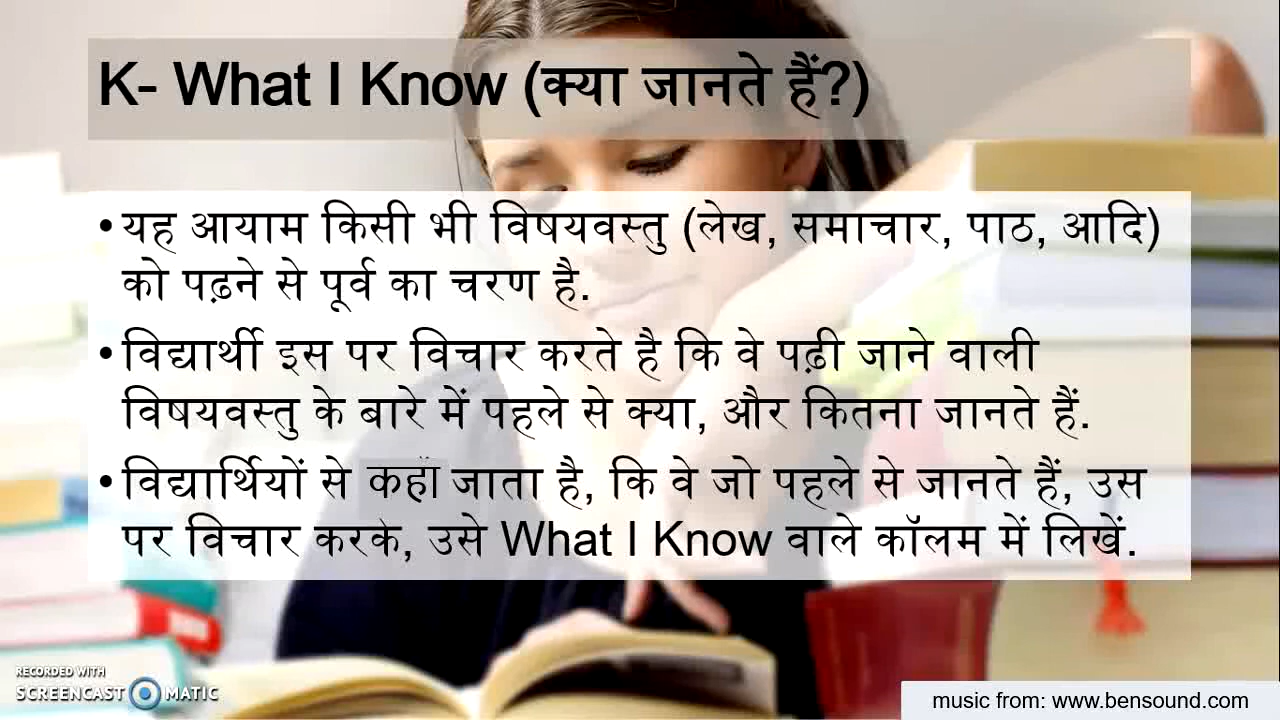 K- What I Know (क्या जानते हैं?)
•यह आयाम किसी भी विषयवस्तु (लेख, समाचार, पाठ, आदि)
को पढ़ने से पूर्व का चरण है.
•विद्यार्थी इस पर विचार करते है कि वे पढ़ी जाने वाली
विषयवस्तु के बारे में पहले से क्या, और कितना जानते हैं.
•विद्यार्थियों से कहॉ जाता है, कि वे जो पहले से जानते हैं, उस
पर विचार करके, उसे What I Know वाले कॉलम में लिखें.
RECORDED WITH
SCREENCAST MATIC
music from: www.bensound.com